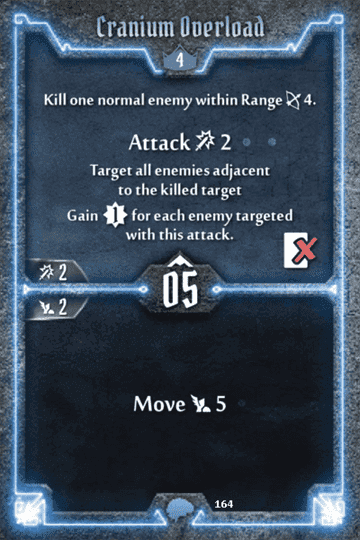 Cranium Overload
4
Kill one normal enemy within Range 4.
Attack 2
Target all enemies adjacent
to the killed target
Gain 1 for each enemy targeted
with this attack.
2
05
2
Move 5
164